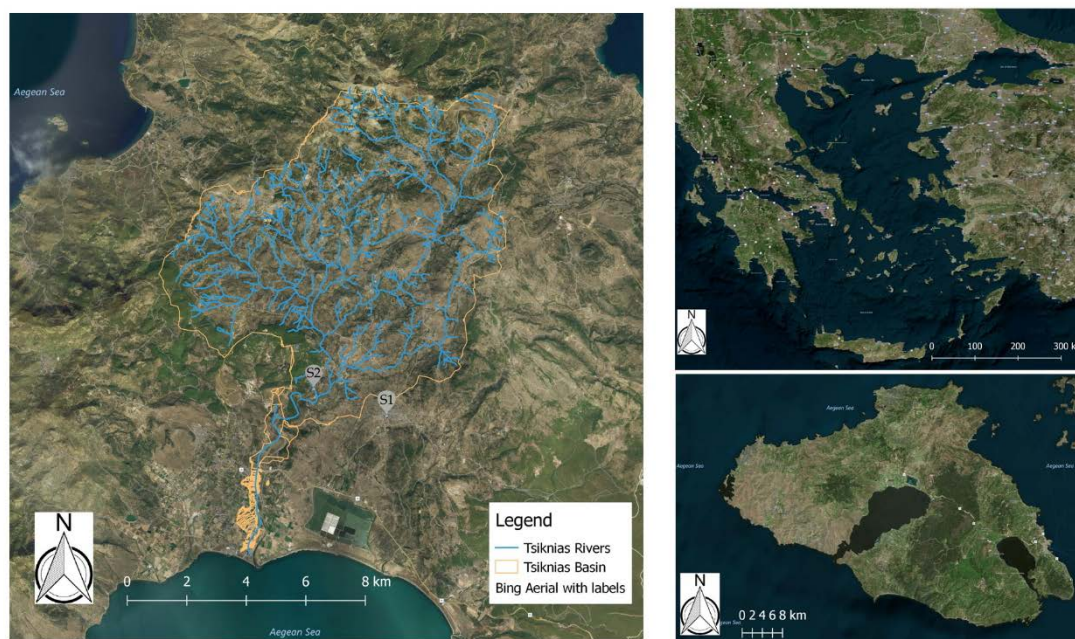 Aegean Sea
S2
S1
N
0 2 4 6 8 km
Legend
Tsiknias Rivers
Tsiknias Basin
Bing Aerial with labels
Aegean Sea
N
0 100 200 300 k
Aegean Sea
Aegean Sea
Aegean Sea
N
0 2 4 6 8 km